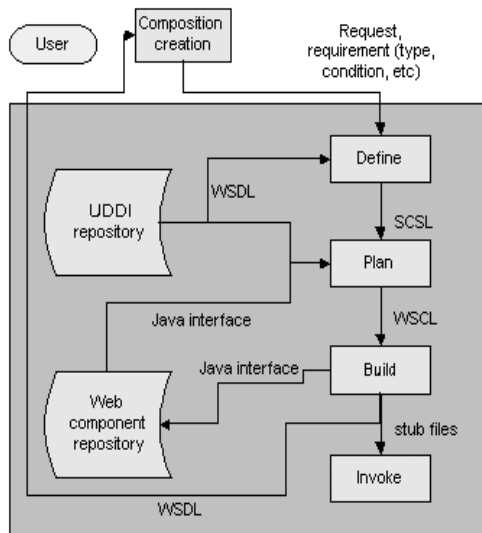 User
Composition
creation
Request,
requirement (type,
condition, etc)
Define
WSDL
UDDI
repository
SCSL
Plan
Java interface
WSCL
Java interface
Build
Web
component
repository
stub files
Invoke
WSDL